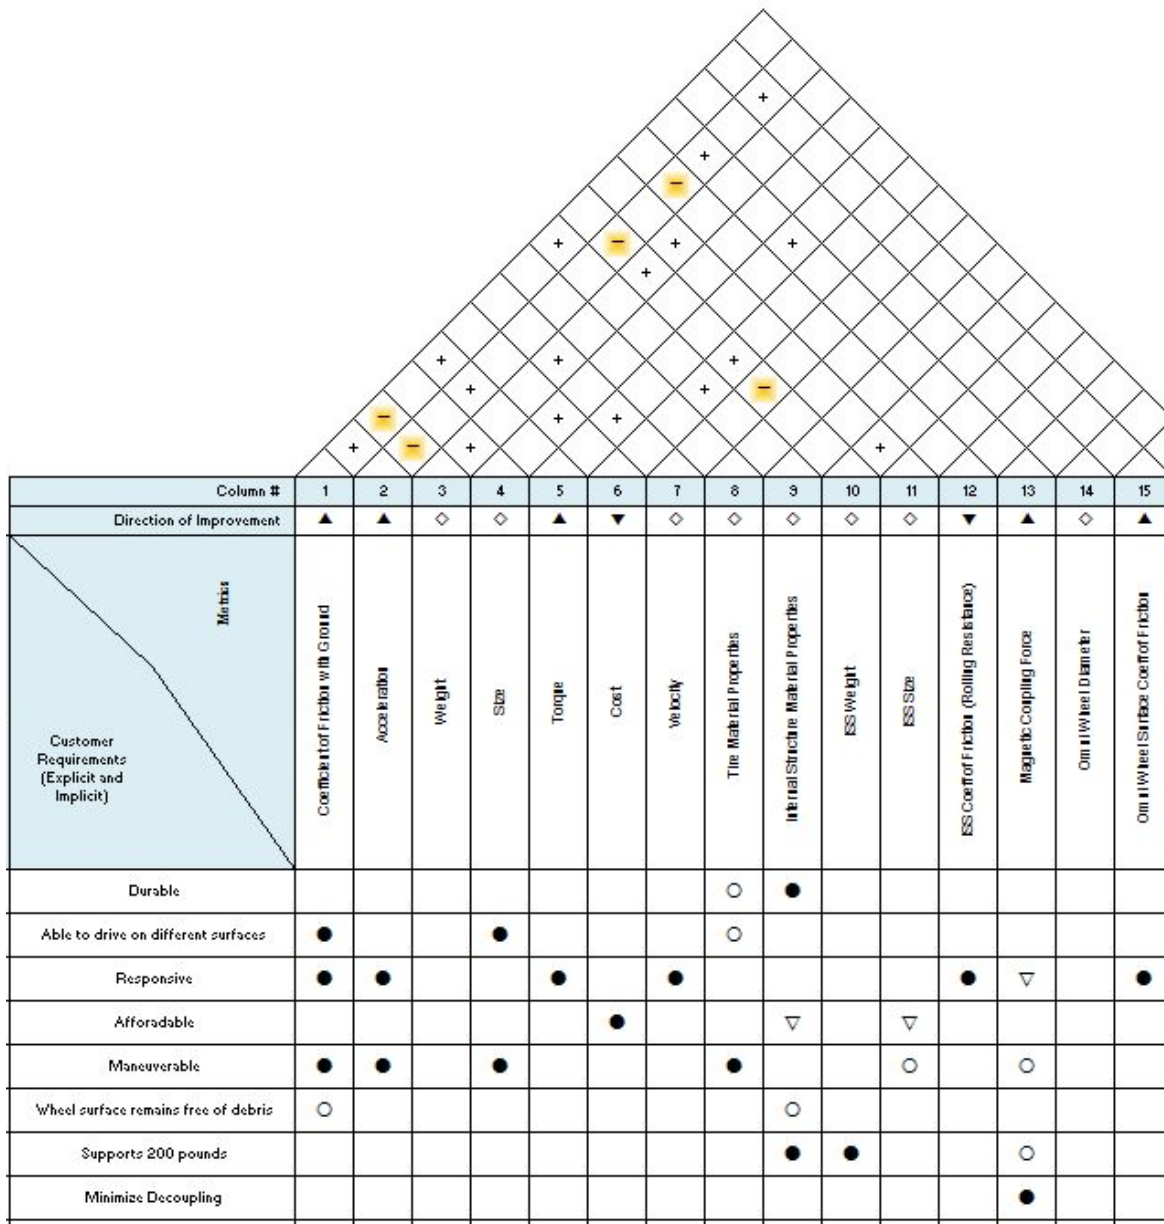 Column # 1 2 3 4 5 6 7 8 9 10 11 12 13 14 15
Direction of Improvement ▲ ▲ ◇ ◇ ▲ ▼ ◇ ◇ ◇ ◇ ◇ ▼ ▲ ◇ ▲
Metrics
Customer
Requirements
(Explicit and
Implicit)
Coefficient of Friction with Ground
Acceleration
Weight
Size
Torque
Cost
Velocity
Tire Material Properties
Internal Structure Material Properties
ISS Weight
ISS Size
ISS Coeff of Friction (Rolling Resistance)
Magnetic Coupling Force
Omni Wheel Diameter
Omni Wheel Surface Coeff of Friction
Durable ○ ●
Able to drive on different surfaces ● ● ○
Responsive ● ● ● ● ● ▽ ●
Afforadable ● ▽ ▽
Maneuverable ● ● ● ● ○ ○
Wheel surface remains free of debris ○ ○
Supports 200 pounds ● ● ○
Minimize Decoupling ●